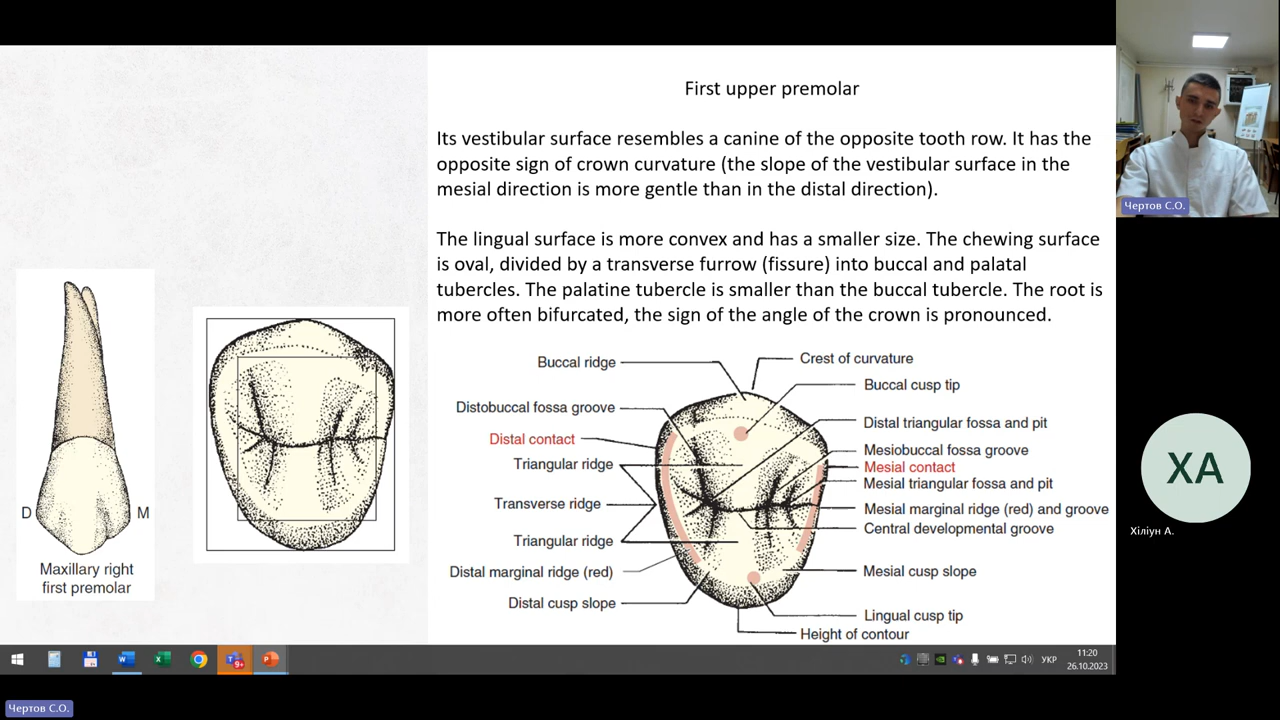 First upper premolar
Its vestibular surface resembles a canine of the opposite tooth row. It has the
opposite sign of crown curvature (the slope of the vestibular surface in the
mesial direction is more gentle than in the distal direction).
The lingual surface is more convex and has a smaller size. The chewing surface
is oval, divided by a transverse furrow (fissure) into buccal and palatal
tubercles. The palatine tubercle is smaller than the buccal tubercle. The root is
more often bifurcated, the sign of the angle of the crown is pronounced.
D
M
Maxillary right
first premolar
Buccal ridge
Distobuccal fossa groove
Distal contact
Triangular ridge
Transverse ridge
Triangular ridge
Distal marginal ridge (red)
Distal cusp slope
Crest of curvature
Buccal cusp tip
Distal triangular fossa and pit
Mesiobuccal fossa groove
Mesial contact
Mesial triangular fossa and pit
Mesial marginal ridge (red) and groove
Central developmental groove
Mesial cusp slope
Lingual cusp tip
Height of contour
Чертов С.О.
ХА
Хіліун А.
9+
УКР
11:20
26.10.2023
Чертов С.О.